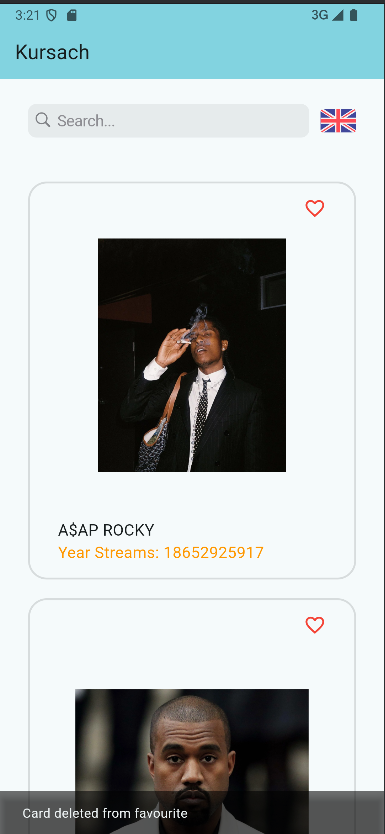 3:21 3G
Kursach
Search...
A$AP ROCKY
Year Streams: 18652925917
Card deleted from favourite